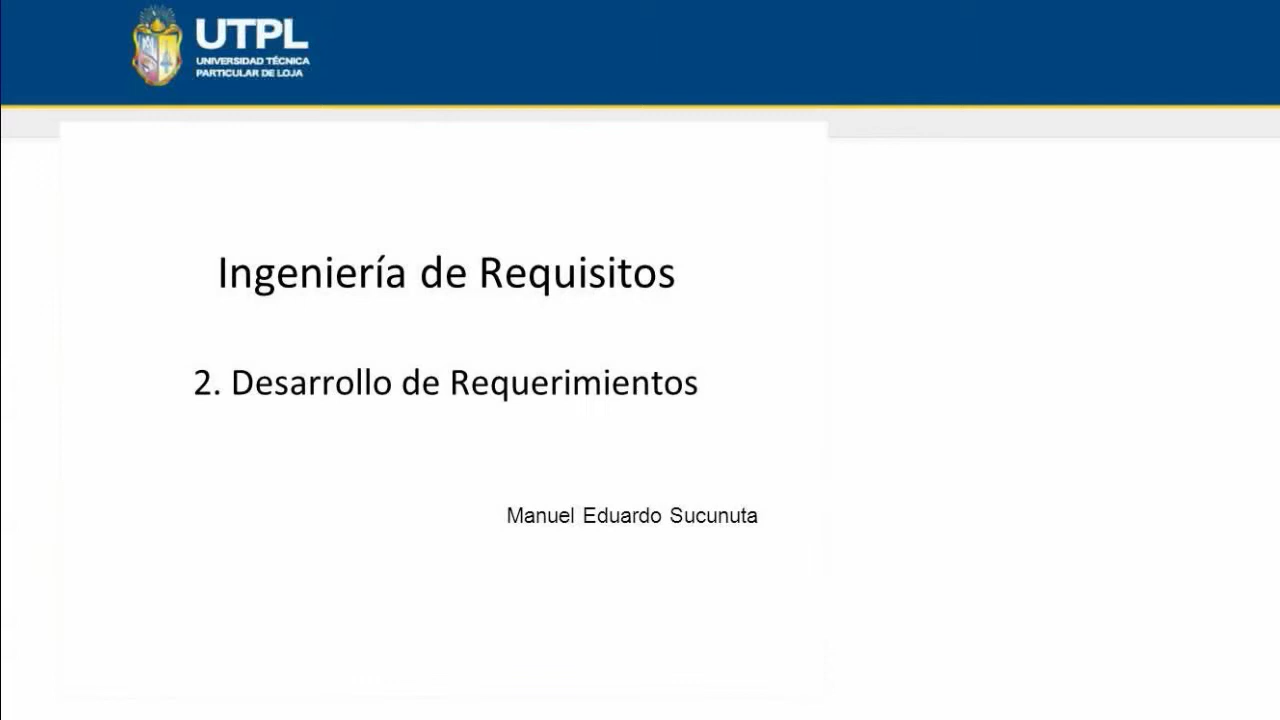 UTPL
UNIVERSIDAD TÉCNICA
PARTICULAR DE LOJA
Ingeniería de Requisitos
2. Desarrollo de Requerimientos
Manuel Eduardo Sucunuta